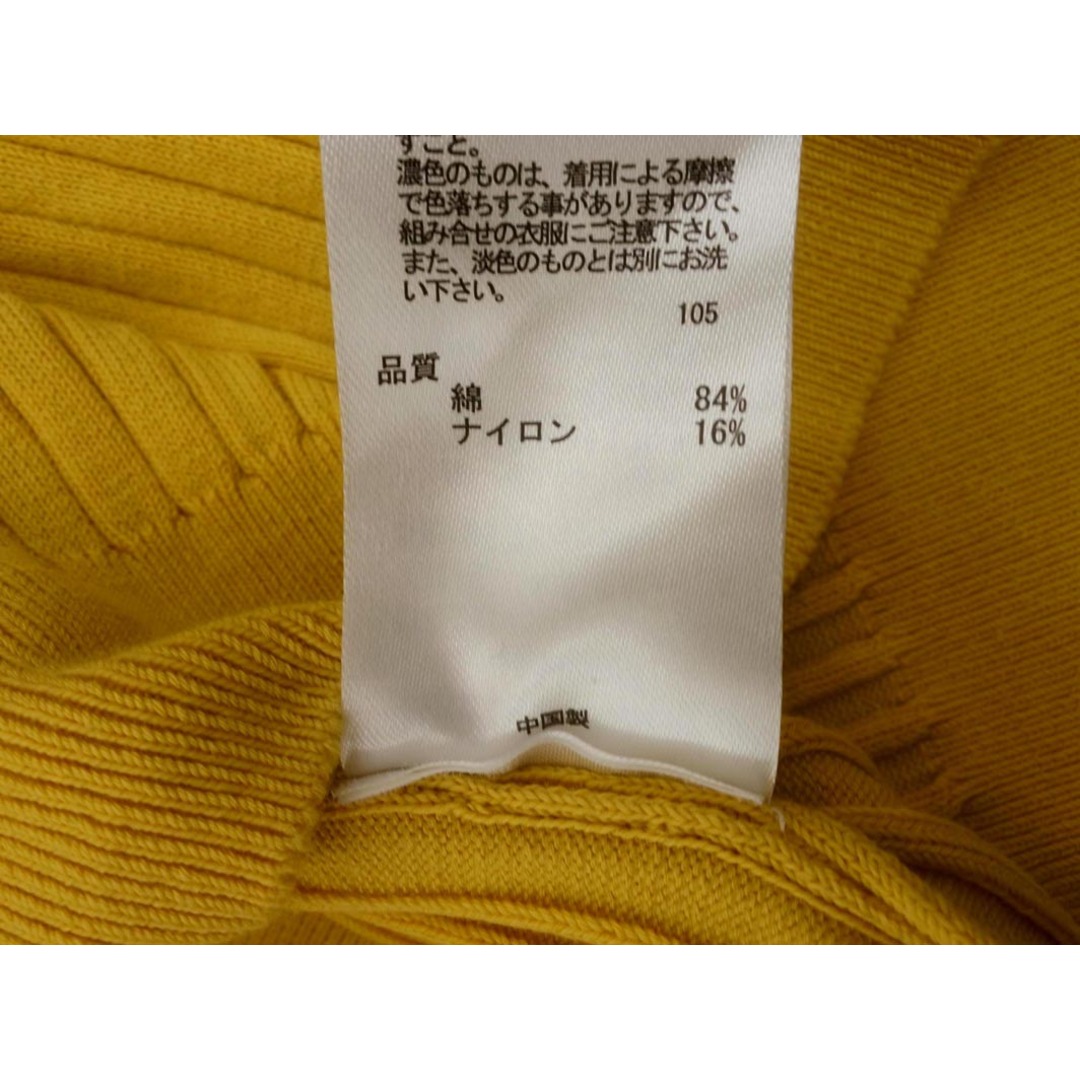 すこと。
濃色のものは、着用による摩擦
で色落ちする事がありますので、
組み合せの衣服にご注意下さい。
また、淡色のものとは別にお洗
い下さい。
105
品質
綿 84%
ナイロン 16%
中国製